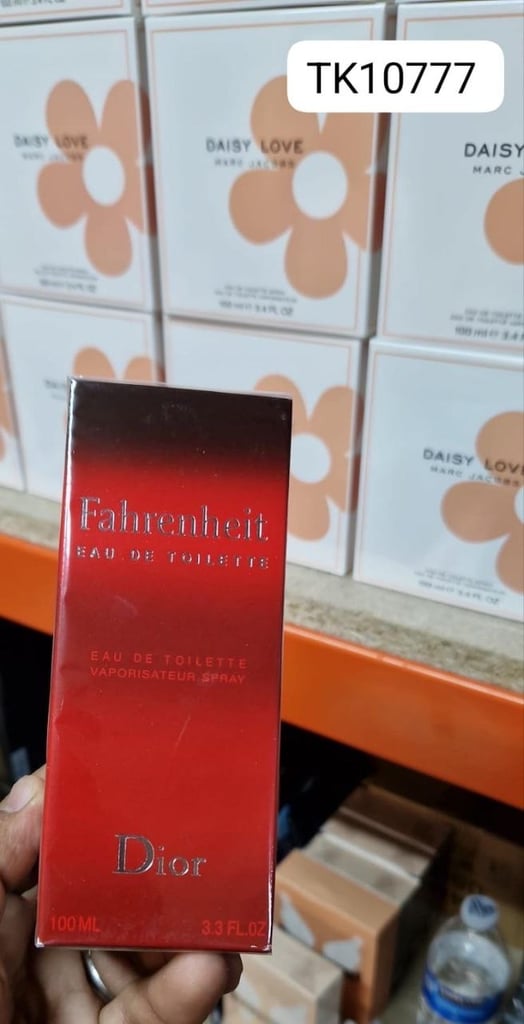 TK10777
DAISY LOVE
MARC JACOBS
DAISY LOVE
MARC JACOBS
DAISY
MARC J
DAISY LOVE
MARC JACOBS
Fahrenheit
EAU DE TOILETTE
EAU DE TOILETTE
VAPORISATEUR SPRAY
Dior
100 ML 3.3 FL.OZ